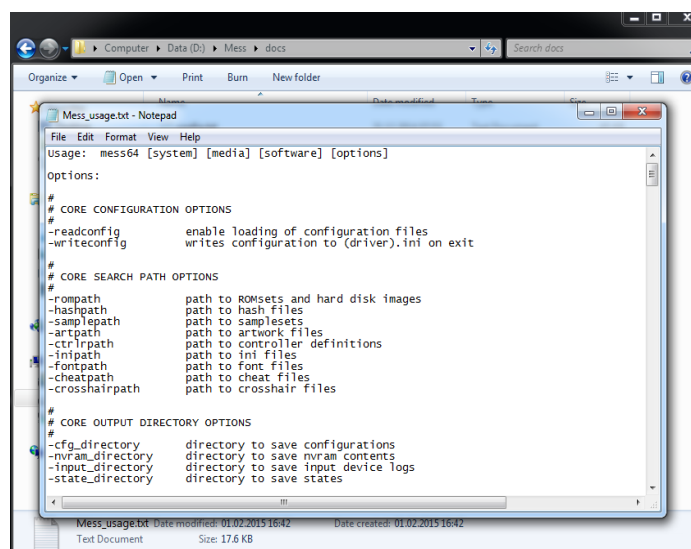 Computer ▸ Data (D:) ▸ Mess ▸ docs
Search docs
Organize Open Print Burn New folder
Mess_usage.txt - Notepad
File Edit Format View Help
Usage: mess64 [system] [media] [software] [options]
Options:
#
# CORE CONFIGURATION OPTIONS
#
-readconfig enable loading of configuration files
-writeconfig writes configuration to (driver).ini on exit
#
# CORE SEARCH PATH OPTIONS
#
-rompath path to ROMsets and hard disk images
-hashpath path to hash files
-samplepath path to samplesets
-artpath path to artwork files
-ctrlrpath path to controller definitions
-inipath path to ini files
-fontpath path to font files
-cheatpath path to cheat files
-crosshairpath path to crosshair files
#
# CORE OUTPUT DIRECTORY OPTIONS
#
-cfg_directory directory to save configurations
-nvram_directory directory to save nvram contents
-input_directory directory to save input device logs
-state_directory directory to save states
Mess_usage.txt Date modified: 01.02.2015 16:42 Date created: 01.02.2015 16:42
Text Document Size: 17.6 KB